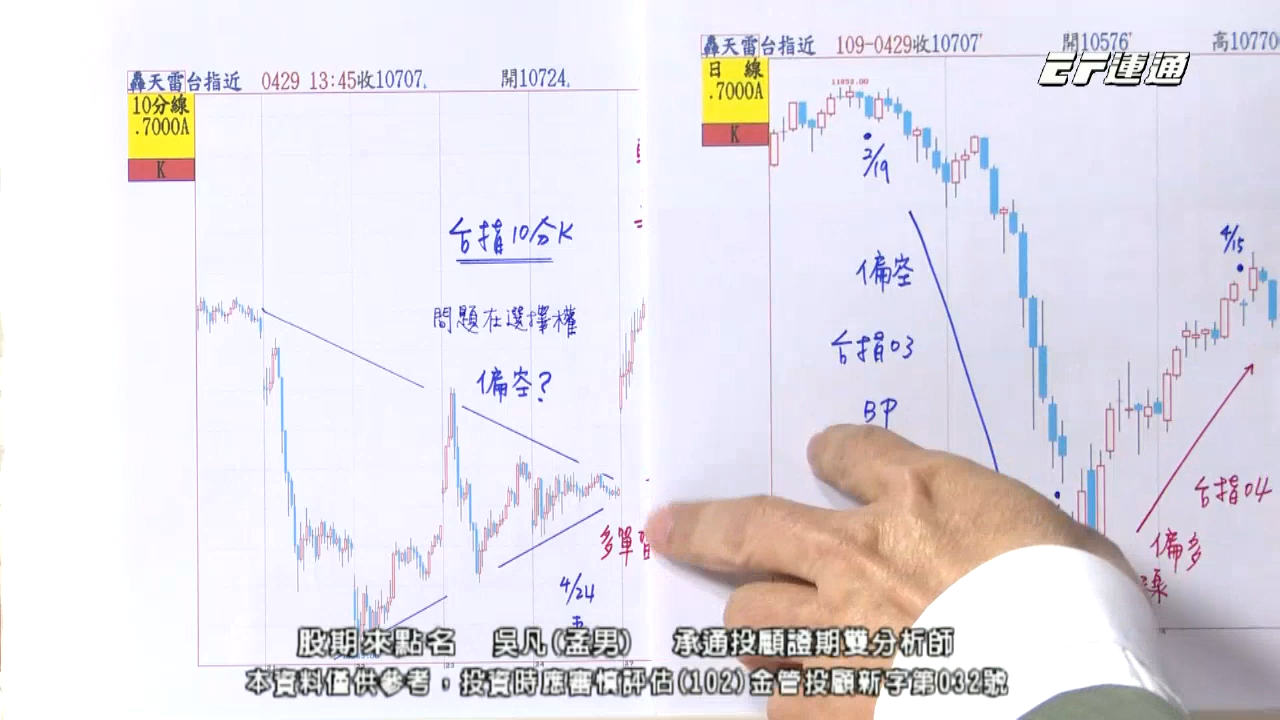 轟天雷台指近 0429 13:45收10707, 開10724,
10分線
.7000A
K
台指10分K
問題在選擇權
偏空?
多單
4/24
轟天雷台指近 109-0429收10707' 開10576' 高10770
日 線
.7000A
K
11852.00
2/19
偏空
台指03
BP
4/15
台指04
偏多
ET運通
股期來點名 吳凡(孟男) 承通投顧證期雙分析師
本資料僅供參考，投資時應審慎評估(102)金管投顧新字第032號